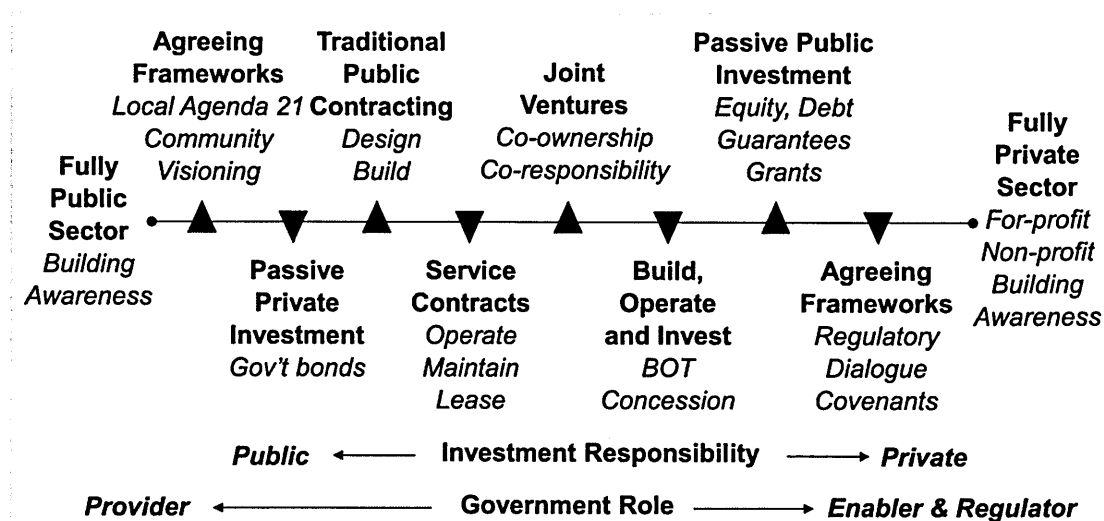 Agreeing
Frameworks
Local Agenda 21
Community
Visioning
Traditional
Public
Contracting
Design
Build
Joint
Ventures
Co-ownership
Co-responsibility
Passive Public
Investment
Equity, Debt
Guarantees
Grants
Fully
Public
Sector
Building
Awareness
Fully
Private
Sector
For-profit
Non-profit
Building
Awareness
Passive
Private
Investment
Gov't bonds
Service
Contracts
Operate
Maintain
Lease
Build,
Operate
and Invest
BOT
Concession
Agreeing
Frameworks
Regulatory
Dialogue
Covenants
Public Investment Responsibility Private
Provider Government Role Enabler & Regulator